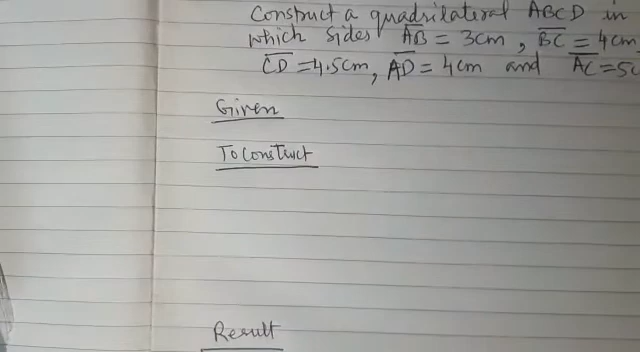 Construct a quadrilateral ABCD in
which sides AB = 3cm, BC = 4cm
CD = 4.5cm, AD = 4cm and AC = 5c
Given
To Construct
Result